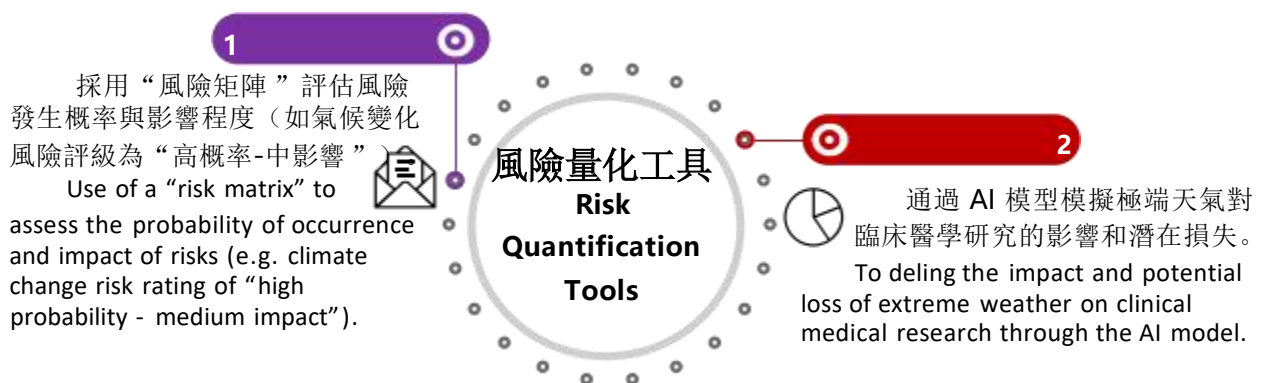 1
採用“風險矩陣 ”評估風險
發生概率與影響程度（如氣候變化
風險評級為“高概率-中影響 ”）
Use of a “risk matrix” to
assess the probability of occurrence
and impact of risks (e.g. climate
change risk rating of “high
probability - medium impact”).
風險量化工具
Risk
Quantification
Tools
2
通過 AI 模型模擬極端天氣對
臨床醫學研究的影響和潛在損失。
To deling the impact and potential
loss of extreme weather on clinical
medical research through the AI model.